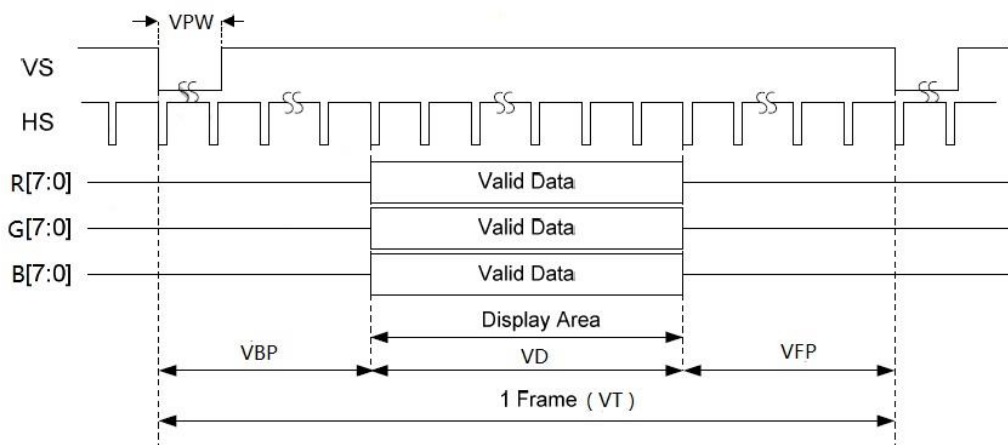 VPW
VS
HS
R[7:0]
Valid Data
G[7:0]
Valid Data
B[7:0]
Valid Data
Display Area
VBP
VD
VFP
1 Frame ( VT )